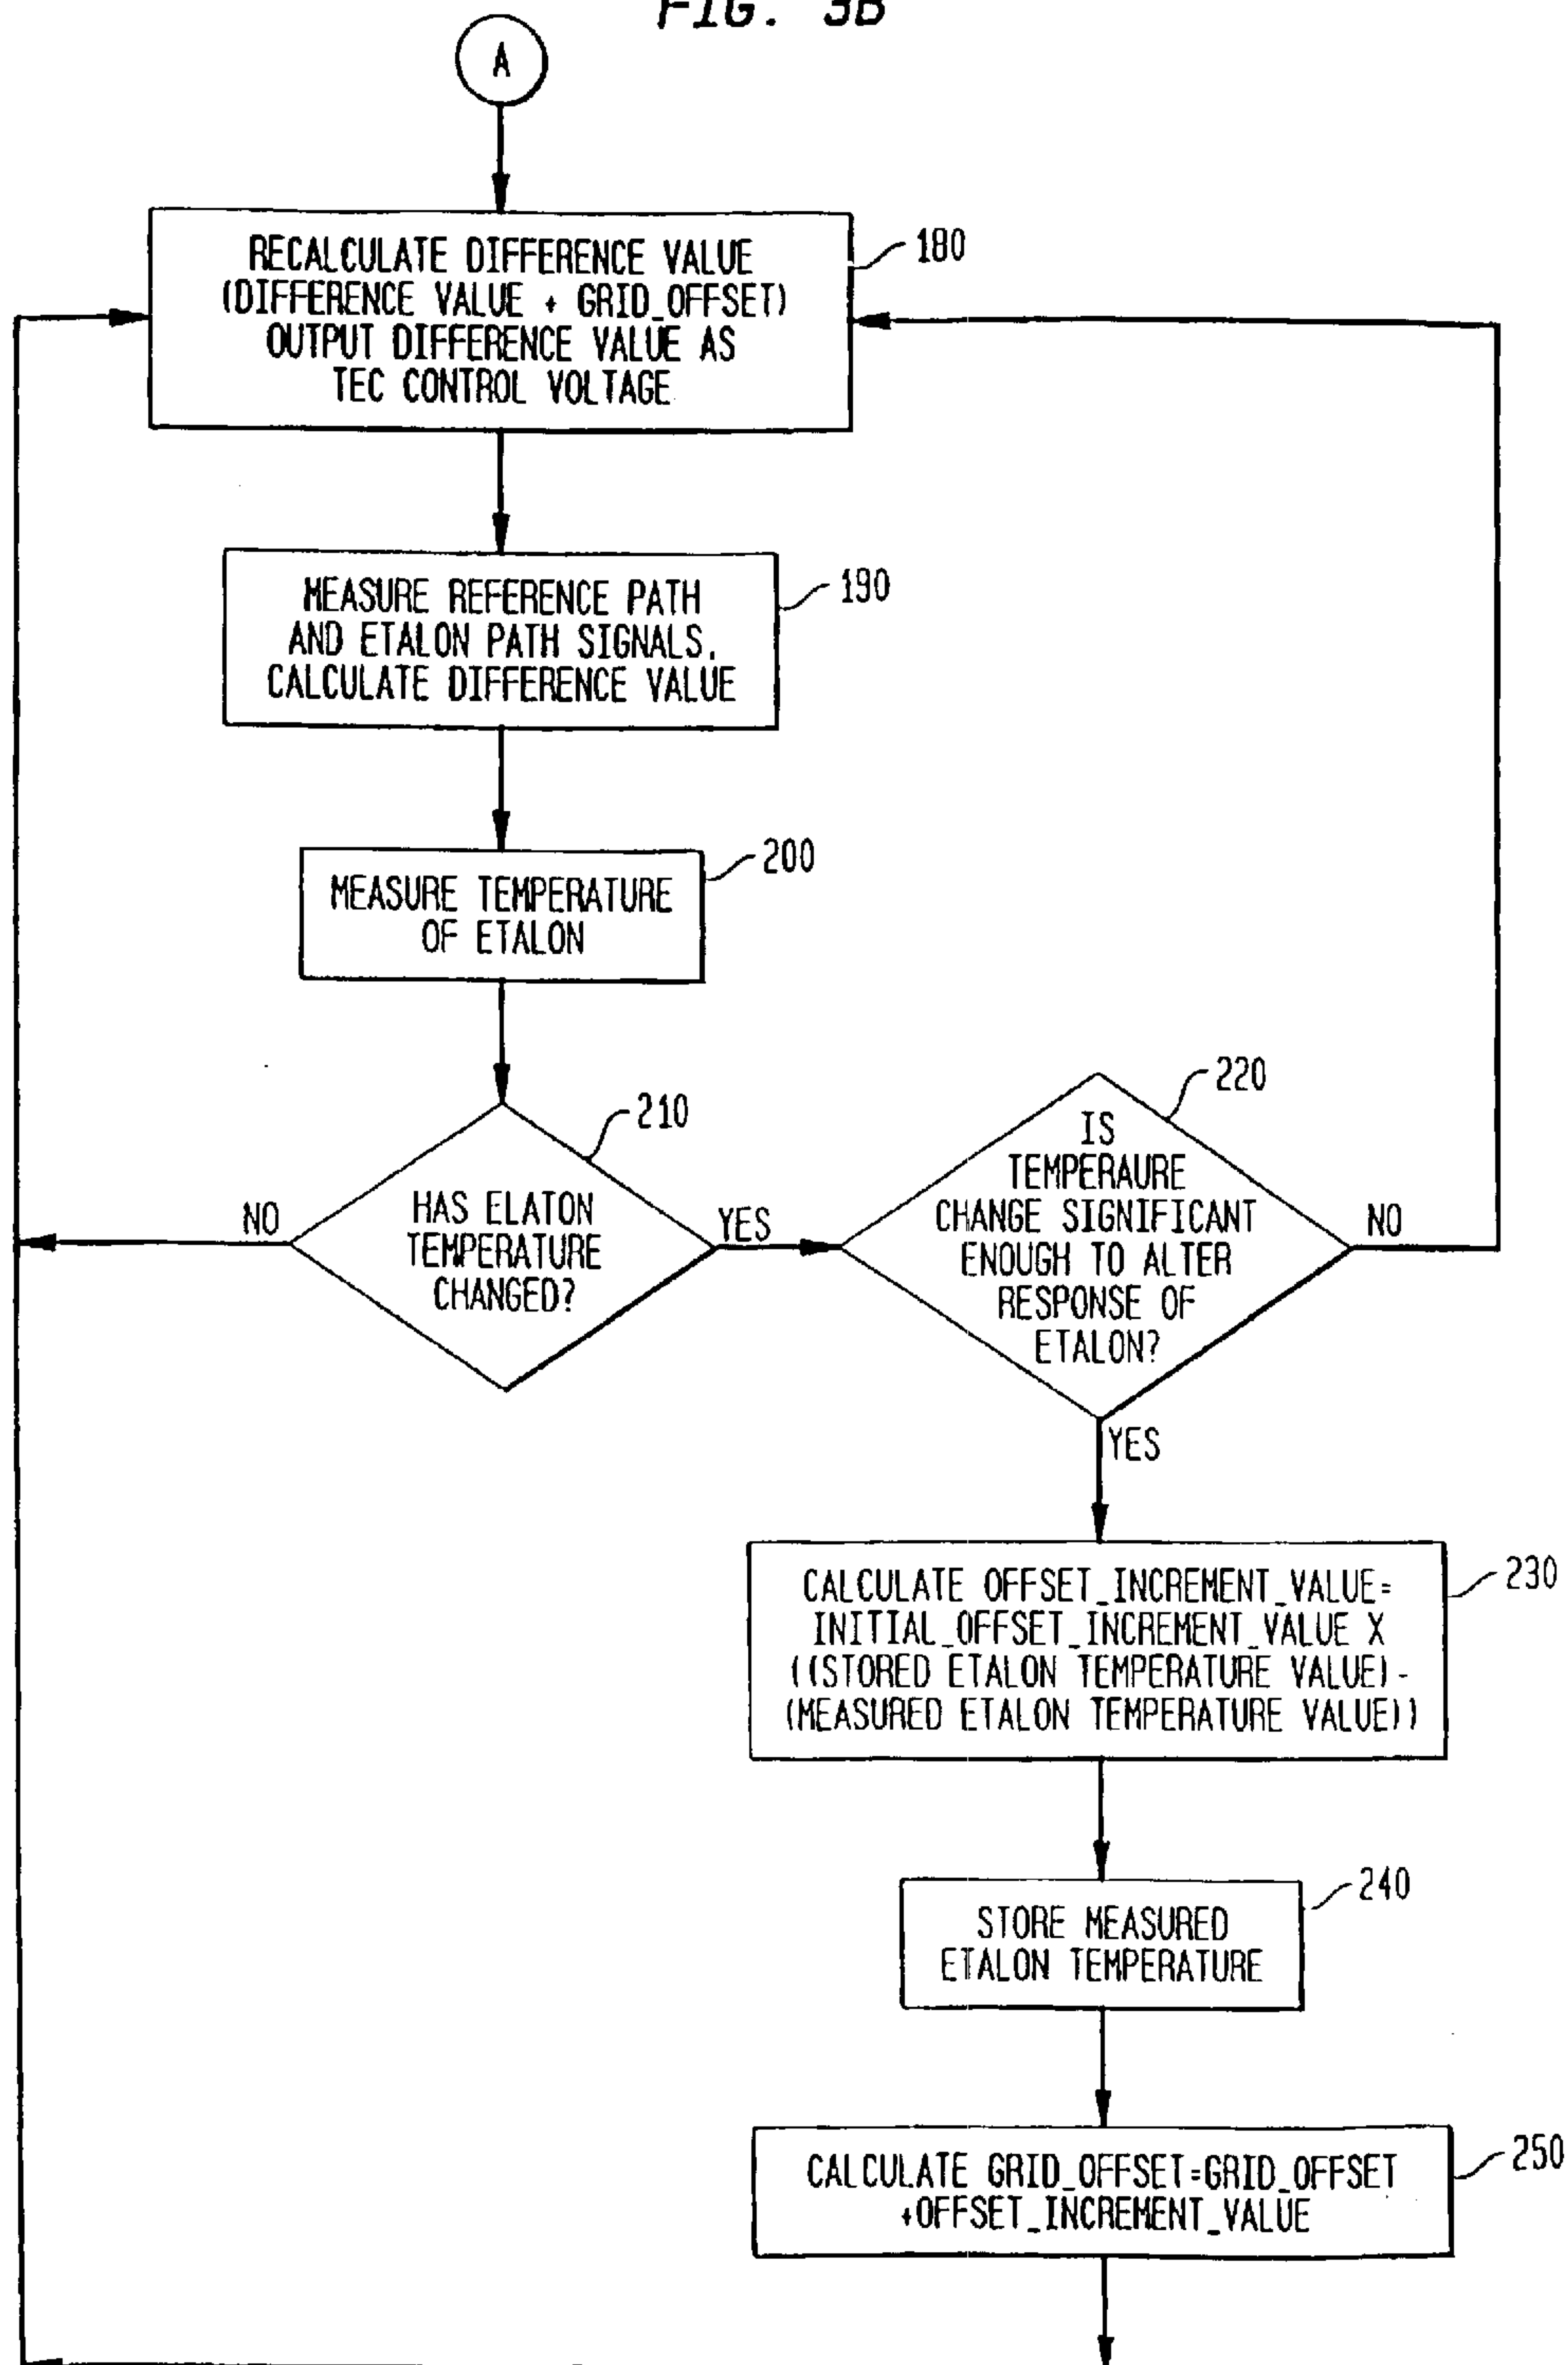 FIG. 3B
A
RECALCULATE DIFFERENCE VALUE
(DIFFERENCE VALUE + GRID_OFFSET)
OUTPUT DIFFERENCE VALUE AS
TEC CONTROL VOLTAGE
180
MEASURE REFERENCE PATH
AND ETALON PATH SIGNALS.
CALCULATE DIFFERENCE VALUE
190
MEASURE TEMPERATURE
OF ETALON
200
HAS ELATON
TEMPERATURE
CHANGED?
210
NO
YES
IS
TEMPERAURE
CHANGE SIGNIFICANT
ENOUGH TO ALTER
RESPONSE OF
ETALON?
220
NO
YES
CALCULATE OFFSET_INCREMENT_VALUE=
INITIAL_OFFSET_INCREMENT_VALUE X
((STORED ETALON TEMPERATURE VALUE)-
(MEASURED ETALON TEMPERATURE VALUE))
230
STORE MEASURED
ETALON TEMPERATURE
240
CALCULATE GRID_OFFSET=GRID_OFFSET
+OFFSET_INCREMENT_VALUE
250